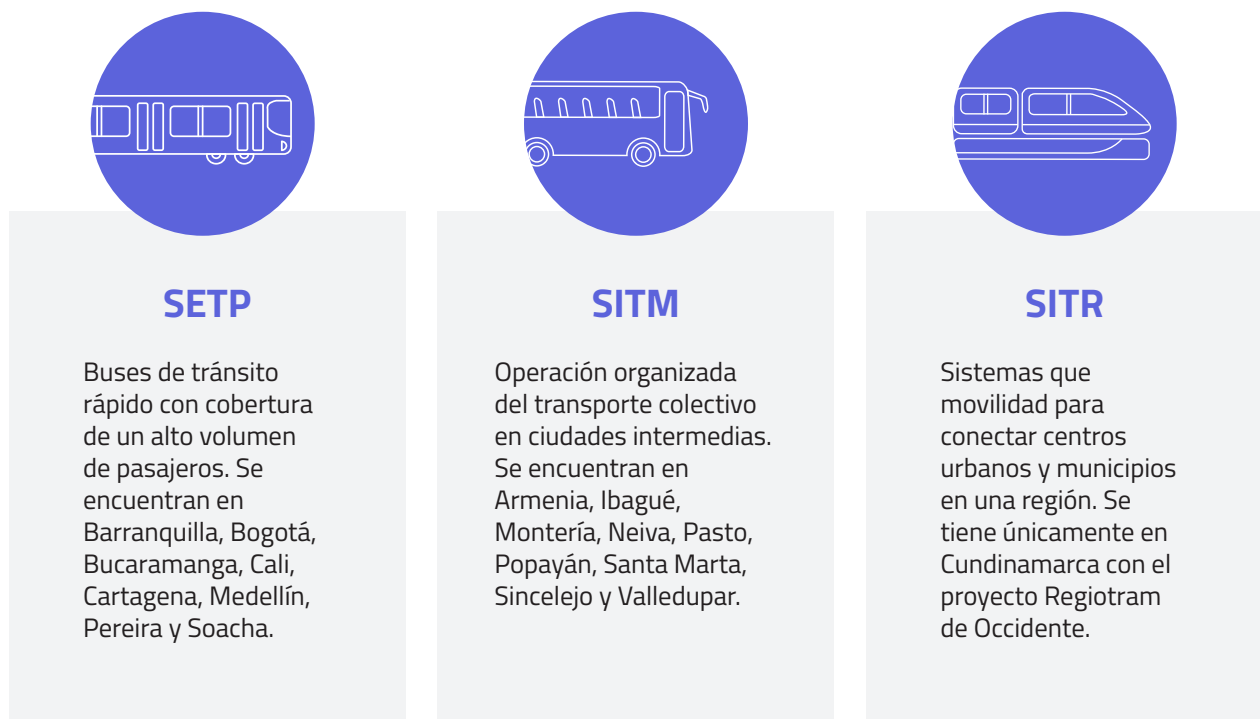 SETP
Buses de tránsito
rápido con cobertura
de un alto volumen
de pasajeros. Se
encuentran en
Barranquilla, Bogotá,
Bucaramanga, Cali,
Cartagena, Medellín,
Pereira y Soacha.
SITM
Operación organizada
del transporte colectivo
en ciudades intermedias.
Se encuentran en
Armenia, Ibagué,
Montería, Neiva, Pasto,
Popayán, Santa Marta,
Sincelejo y Valledupar.
SITR
Sistemas que
movilidad para
conectar centros
urbanos y municipios
en una región. Se
tiene únicamente en
Cundinamarca con el
proyecto Regiotram
de Occidente.